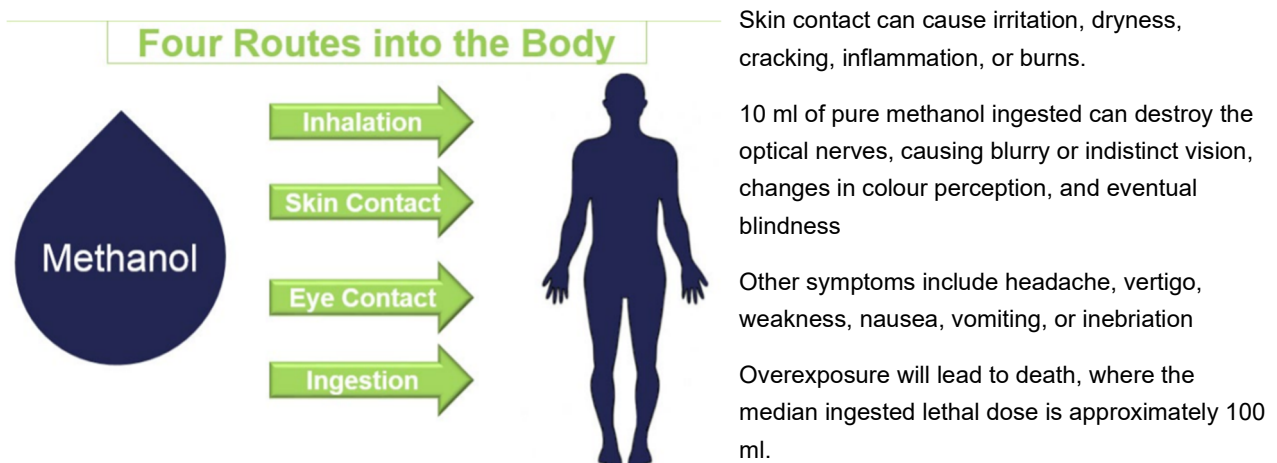 Four Routes into the Body
Methanol
Inhalation
Skin Contact
Eye Contact
Ingestion
Skin contact can cause irritation, dryness,
cracking, inflammation, or burns.
10 ml of pure methanol ingested can destroy the
optical nerves, causing blurry or indistinct vision,
changes in colour perception, and eventual
blindness
Other symptoms include headache, vertigo,
weakness, nausea, vomiting, or inebriation
Overexposure will lead to death, where the
median ingested lethal dose is approximately 100
ml.